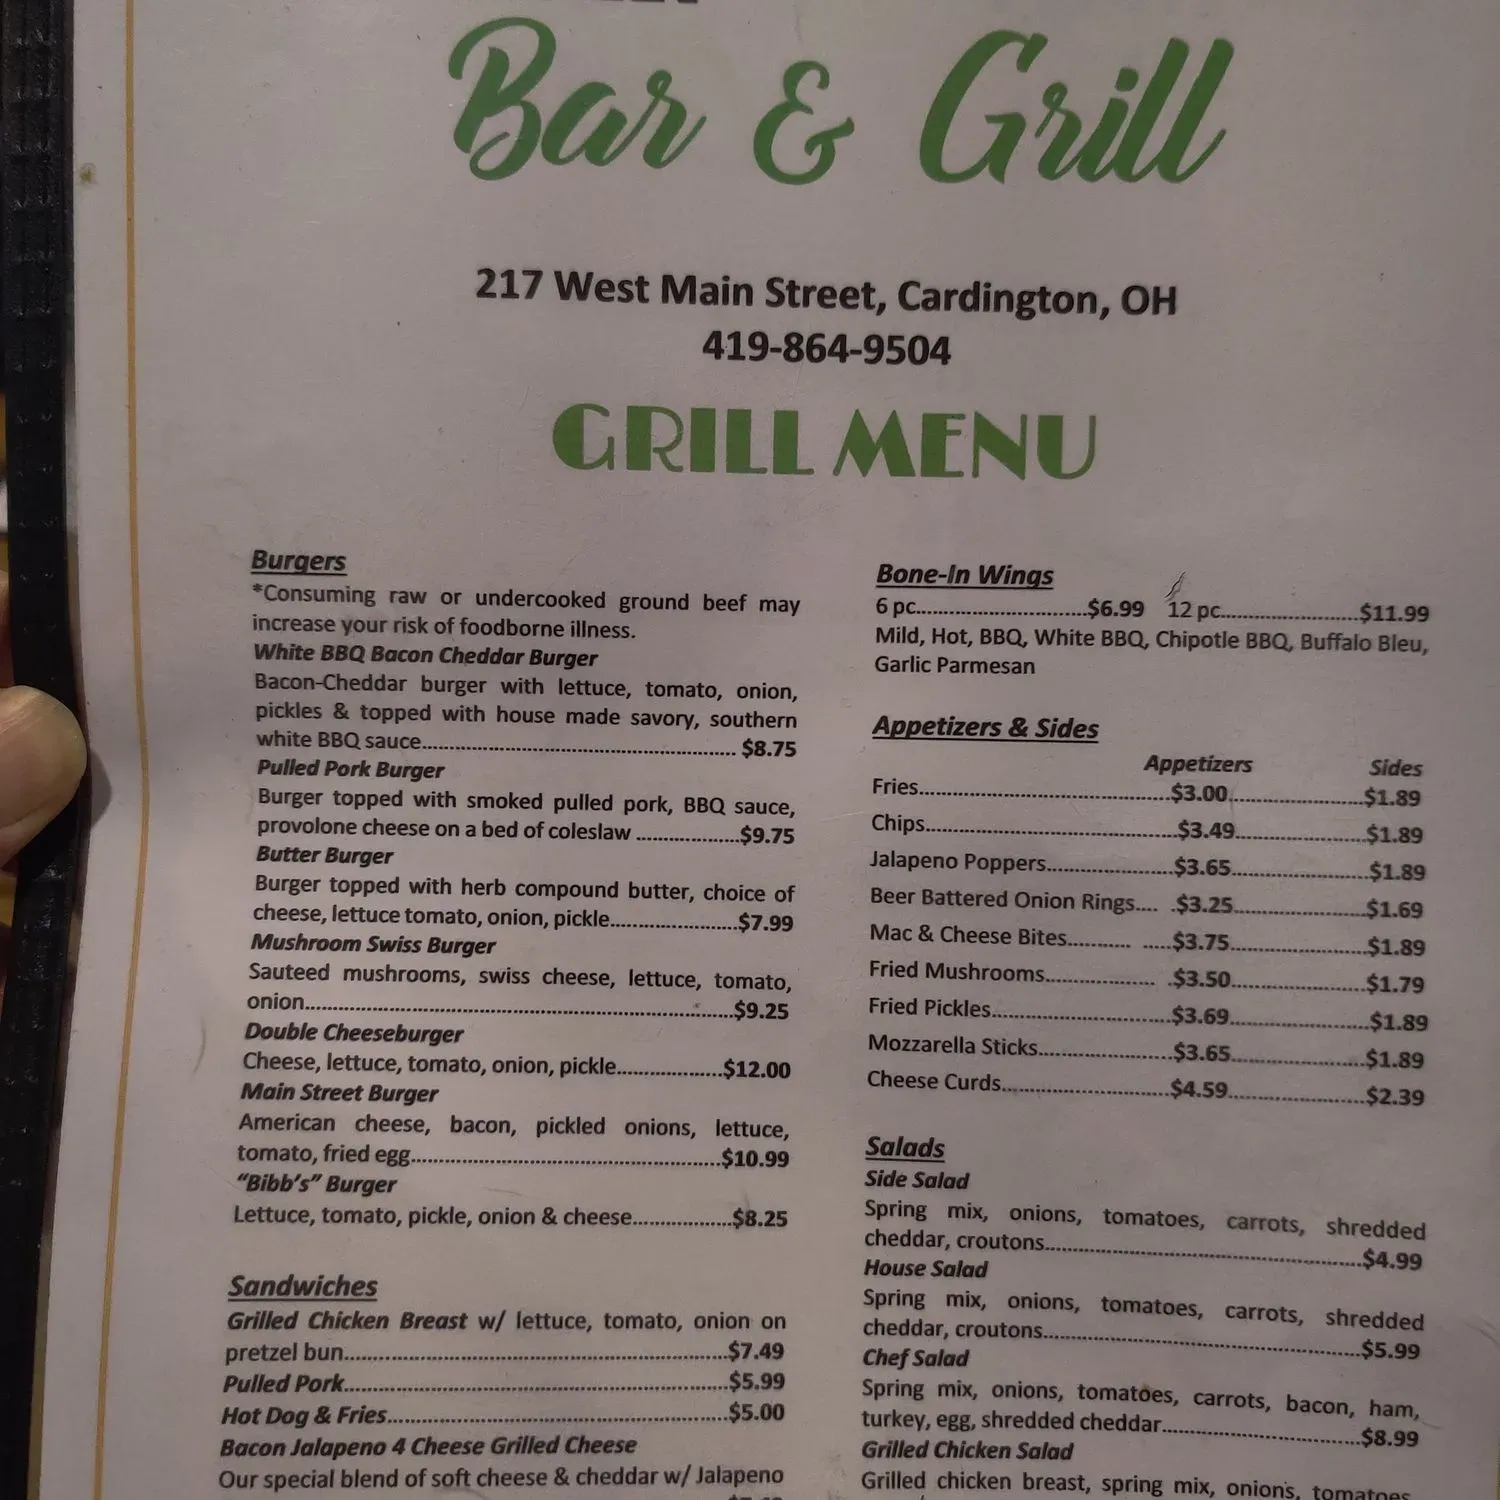 Bar & Grill
217 West Main Street, Cardington, OH
419-864-9504
GRILL MENU
Burgers
*Consuming raw or undercooked ground beef may
increase your risk of foodborne illness.
White BBQ Bacon Cheddar Burger
Bacon-Cheddar burger with lettuce, tomato, onion,
pickles & topped with house made savory, southern
white BBQ sauce.......................................................... $8.75
Pulled Pork Burger
Burger topped with smoked pulled pork, BBQ sauce,
provolone cheese on a bed of coleslaw ...................$9.75
Butter Burger
Burger topped with herb compound butter, choice of
cheese, lettuce tomato, onion, pickle.......................$7.99
Mushroom Swiss Burger
Sauteed mushrooms, swiss cheese, lettuce, tomato,
onion...............................................................................$9.25
Double Cheeseburger
Cheese, lettuce, tomato, onion, pickle...................$12.00
Main Street Burger
American cheese, bacon, pickled onions, lettuce,
tomato, fried egg.........................................................$10.99
“Bibb’s” Burger
Lettuce, tomato, pickle, onion & cheese..................$8.25
Sandwiches
Grilled Chicken Breast w/ lettuce, tomato, onion on
pretzel bun.....................................................................$7.49
Pulled Pork.....................................................................$5.99
Hot Dog & Fries..............................................................$5.00
Bacon Jalapeno 4 Cheese Grilled Cheese
Our special blend of soft cheese & cheddar w/ Jalapeno
Bone-In Wings
6 pc...............................$6.99 12 pc.........................$11.99
Mild, Hot, BBQ, White BBQ, Chipotle BBQ, Buffalo Bleu,
Garlic Parmesan
Appetizers & Sides
Appetizers Sides
Fries.............................................$3.00........................$1.89
Chips.............................................$3.49.......................$1.89
Jalapeno Poppers.......................$3.65.......................$1.89
Beer Battered Onion Rings.... .$3.25.......................$1.69
Mac & Cheese Bites........... .....$3.75.......................$1.89
Fried Mushrooms.................... .$3.50.......................$1.79
Fried Pickles................................$3.69.......................$1.89
Mozzarella Sticks.......................$3.65.......................$1.89
Cheese Curds..............................$4.59.......................$2.39
Salads
Side Salad
Spring mix, onions, tomatoes, carrots, shredded
cheddar, croutons.........................................................$4.99
House Salad
Spring mix, onions, tomatoes, carrots, shredded
cheddar, croutons.........................................................$5.99
Chef Salad
Spring mix, onions, tomatoes, carrots, bacon, ham,
turkey, egg, shredded cheddar...................................$8.99
Grilled Chicken Salad
Grilled chicken breast, spring mix, onions, tomatoes,